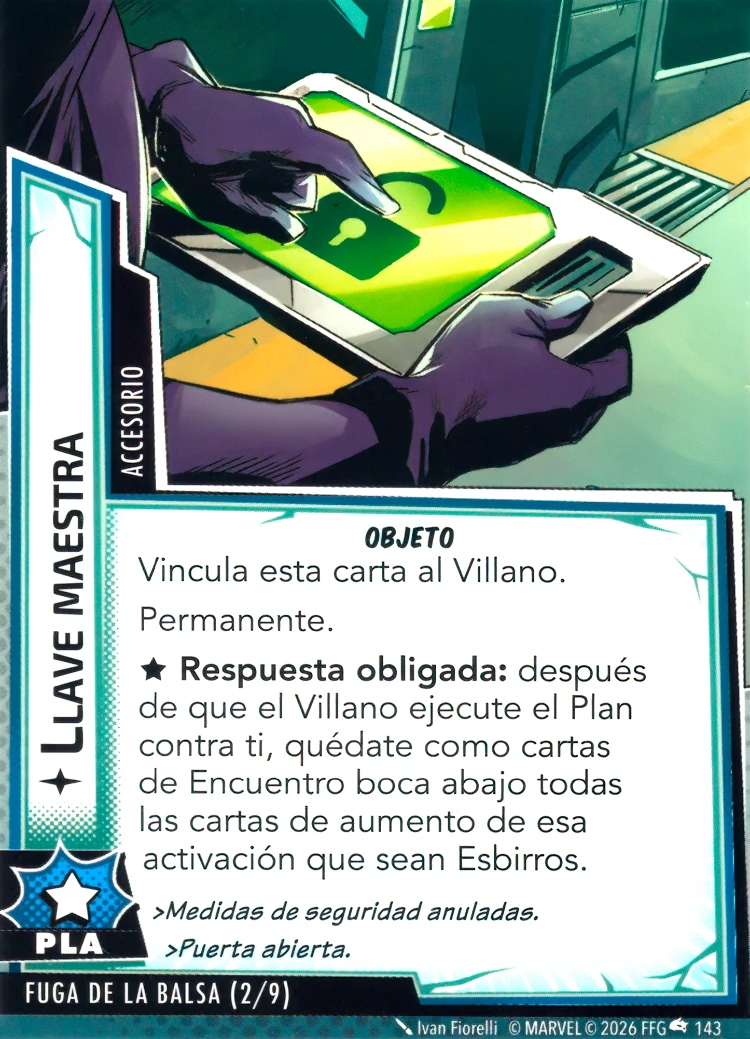 ACCESORIO
LLAVE MAESTRA
OBJETO
Vincula esta carta al Villano.
Permanente.
★ Respuesta obligada: después
de que el Villano ejecute el Plan
contra ti, quédate como cartas
de Encuentro boca abajo todas
las cartas de aumento de esa
activación que sean Esbirros.
>Medidas de seguridad anuladas.
>Puerta abierta.
PLA
FUGA DE LA BALSA (2/9)
Ivan Fiorelli © MARVEL © 2026 FFG 143